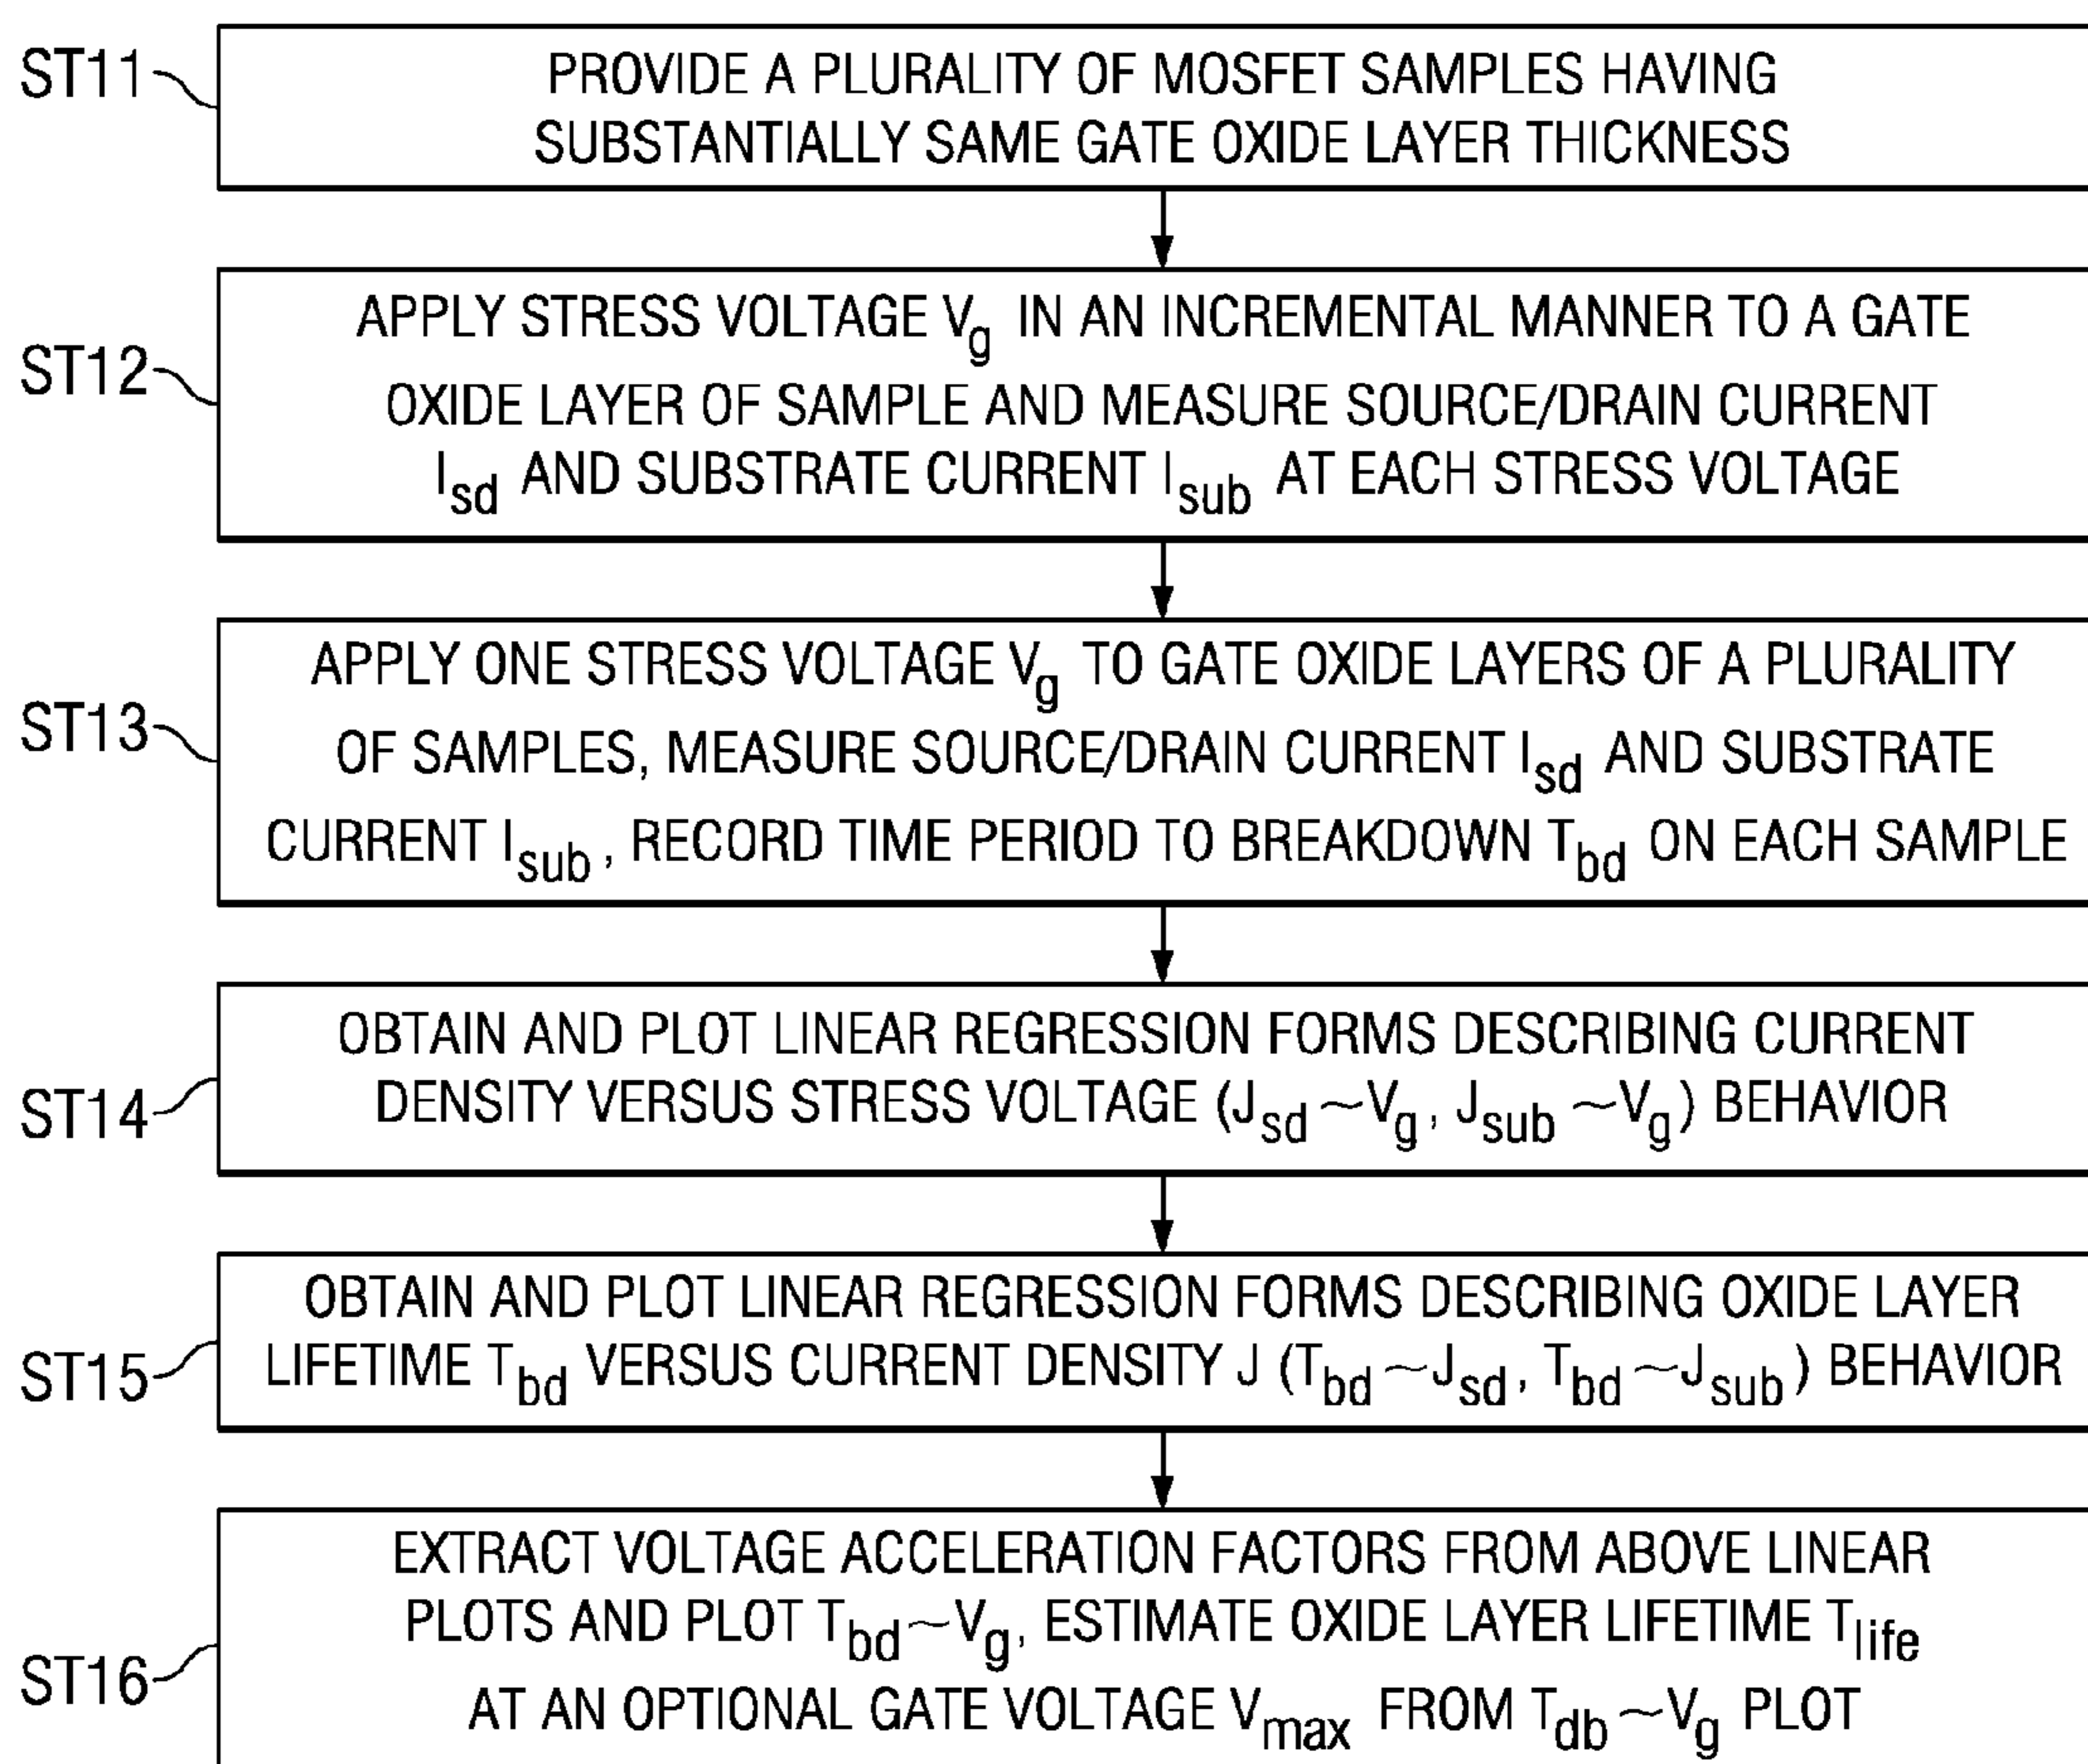 ST11
PROVIDE A PLURALITY OF MOSFET SAMPLES HAVING
SUBSTANTIALLY SAME GATE OXIDE LAYER THICKNESS
ST12
APPLY STRESS VOLTAGE Vg IN AN INCREMENTAL MANNER TO A GATE
OXIDE LAYER OF SAMPLE AND MEASURE SOURCE/DRAIN CURRENT
Isd AND SUBSTRATE CURRENT Isub AT EACH STRESS VOLTAGE
ST13
APPLY ONE STRESS VOLTAGE Vg TO GATE OXIDE LAYERS OF A PLURALITY
OF SAMPLES, MEASURE SOURCE/DRAIN CURRENT Isd AND SUBSTRATE
CURRENT Isub, RECORD TIME PERIOD TO BREAKDOWN Tbd ON EACH SAMPLE
ST14
OBTAIN AND PLOT LINEAR REGRESSION FORMS DESCRIBING CURRENT
DENSITY VERSUS STRESS VOLTAGE (Jsd~Vg, Jsub~Vg) BEHAVIOR
ST15
OBTAIN AND PLOT LINEAR REGRESSION FORMS DESCRIBING OXIDE LAYER
LIFETIME Tbd VERSUS CURRENT DENSITY J (Tbd~Jsd, Tbd~Jsub) BEHAVIOR
ST16
EXTRACT VOLTAGE ACCELERATION FACTORS FROM ABOVE LINEAR
PLOTS AND PLOT Tbd~Vg, ESTIMATE OXIDE LAYER LIFETIME Tlife
AT AN OPTIONAL GATE VOLTAGE Vmax FROM Tdb~Vg PLOT